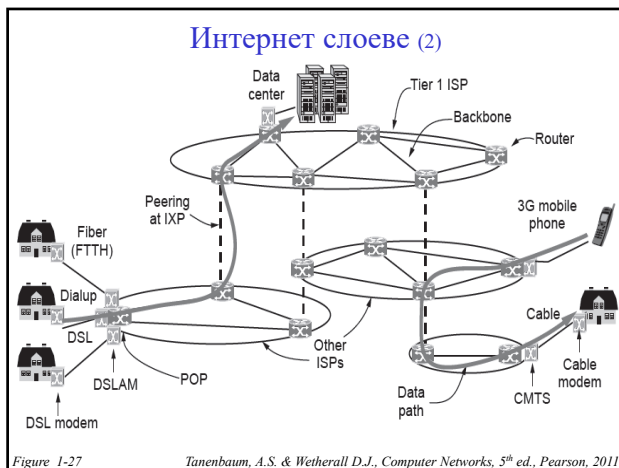 Интернет слоеве (2)
Data
center
Tier 1 ISP
Backbone
Router
Peering
at IXP
3G mobile
phone
Fiber
(FTTH)
Dialup
DSL
Other
ISPs
Cable
DSLAM
POP
Data
path
CMTS
Cable
modem
DSL modem
Figure 1-27
Tanenbaum, A.S. & Wetherall D.J., Computer Networks, 5th ed., Pearson, 2011